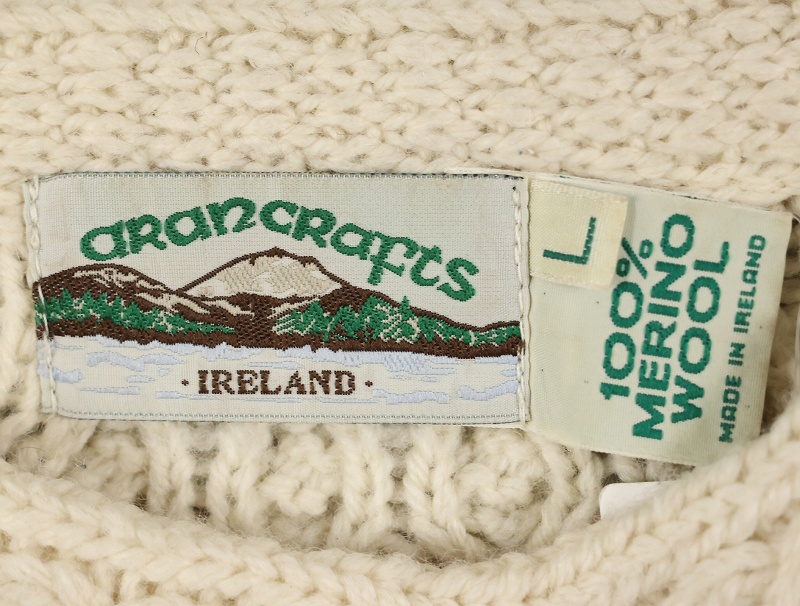 arancrafts
· IRELAND ·
L
100%
MERINO
WOOL
MADE IN IRELAND